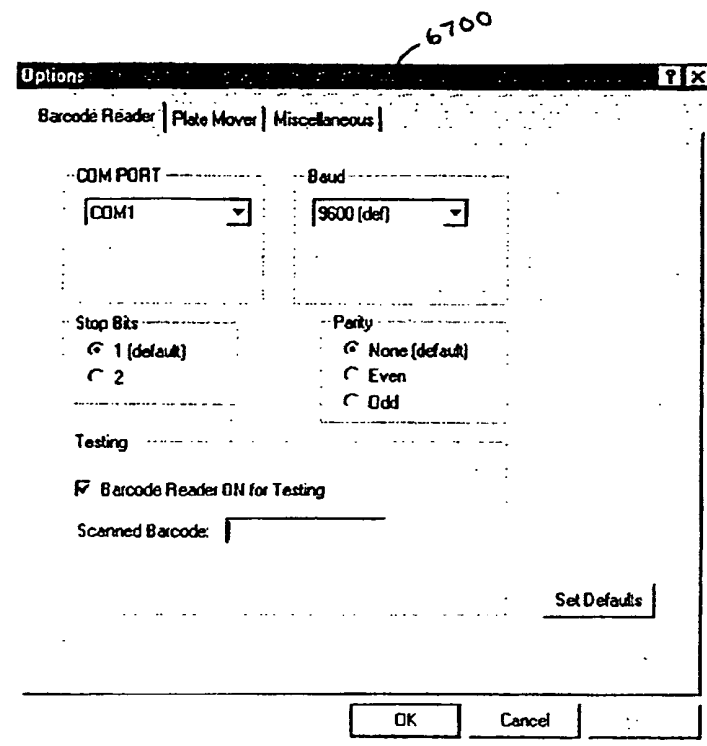 6700
Options ? X
Barcode Reader Plate Mover Miscellaneous
COM PORT Baud
COM1 9600 (def)
Stop Bits Parity
1 (default) None (default)
2 Even
Odd
Testing
Barcode Reader ON for Testing
Scanned Barcode:
Set Defaults
OK Cancel